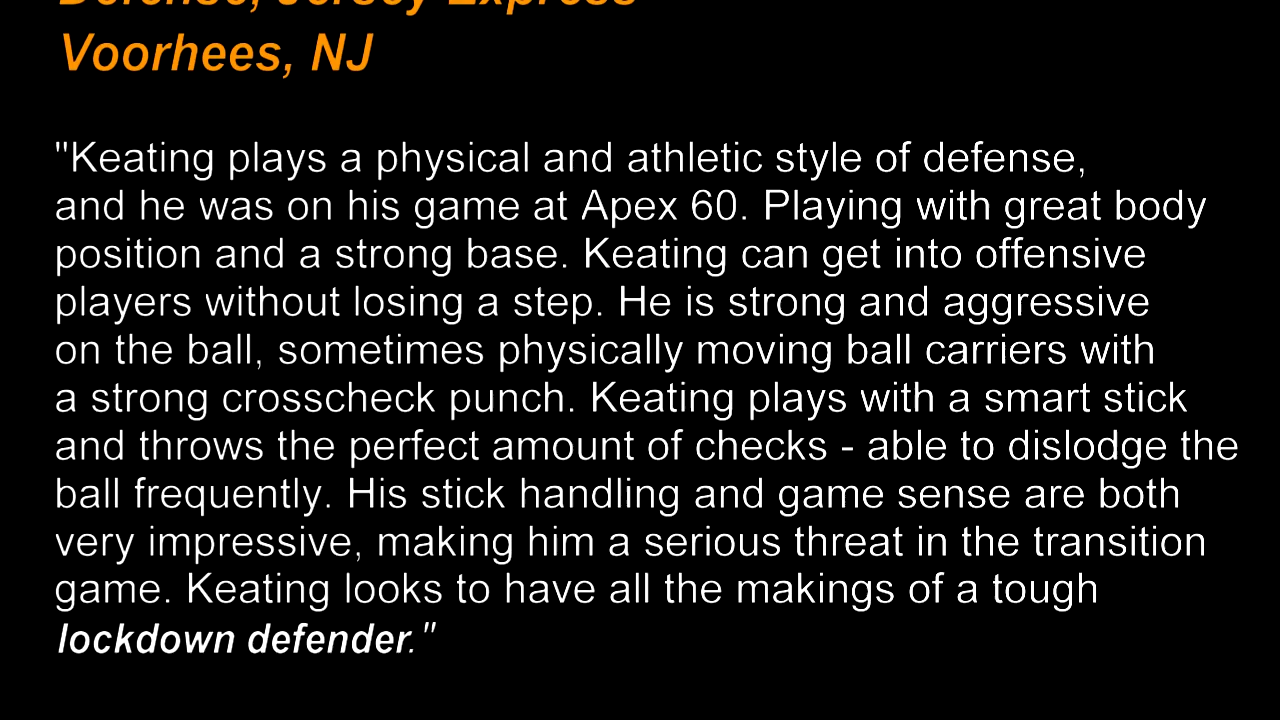 Defense, Jersey Express
Voorhees, NJ
"Keating plays a physical and athletic style of defense,
and he was on his game at Apex 60. Playing with great body
position and a strong base. Keating can get into offensive
players without losing a step. He is strong and aggressive
on the ball, sometimes physically moving ball carriers with
a strong crosscheck punch. Keating plays with a smart stick
and throws the perfect amount of checks - able to dislodge the
ball frequently. His stick handling and game sense are both
very impressive, making him a serious threat in the transition
game. Keating looks to have all the makings of a tough
lockdown defender."